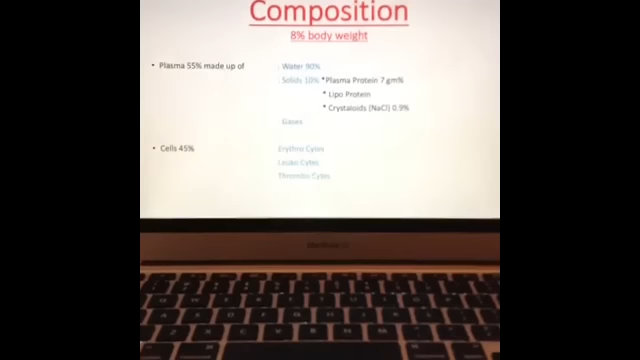 Composition
8% body weight
• Plasma 55% made up of
: Water 90%
: Solids 10% *Plasma Protein 7 gm%
* Lipo Protein
* Crystaloids (NaCl) 0.9%
Gases
• Cells 45%
Erythro Cytes
Leuko Cytes
Thrombo Cytes